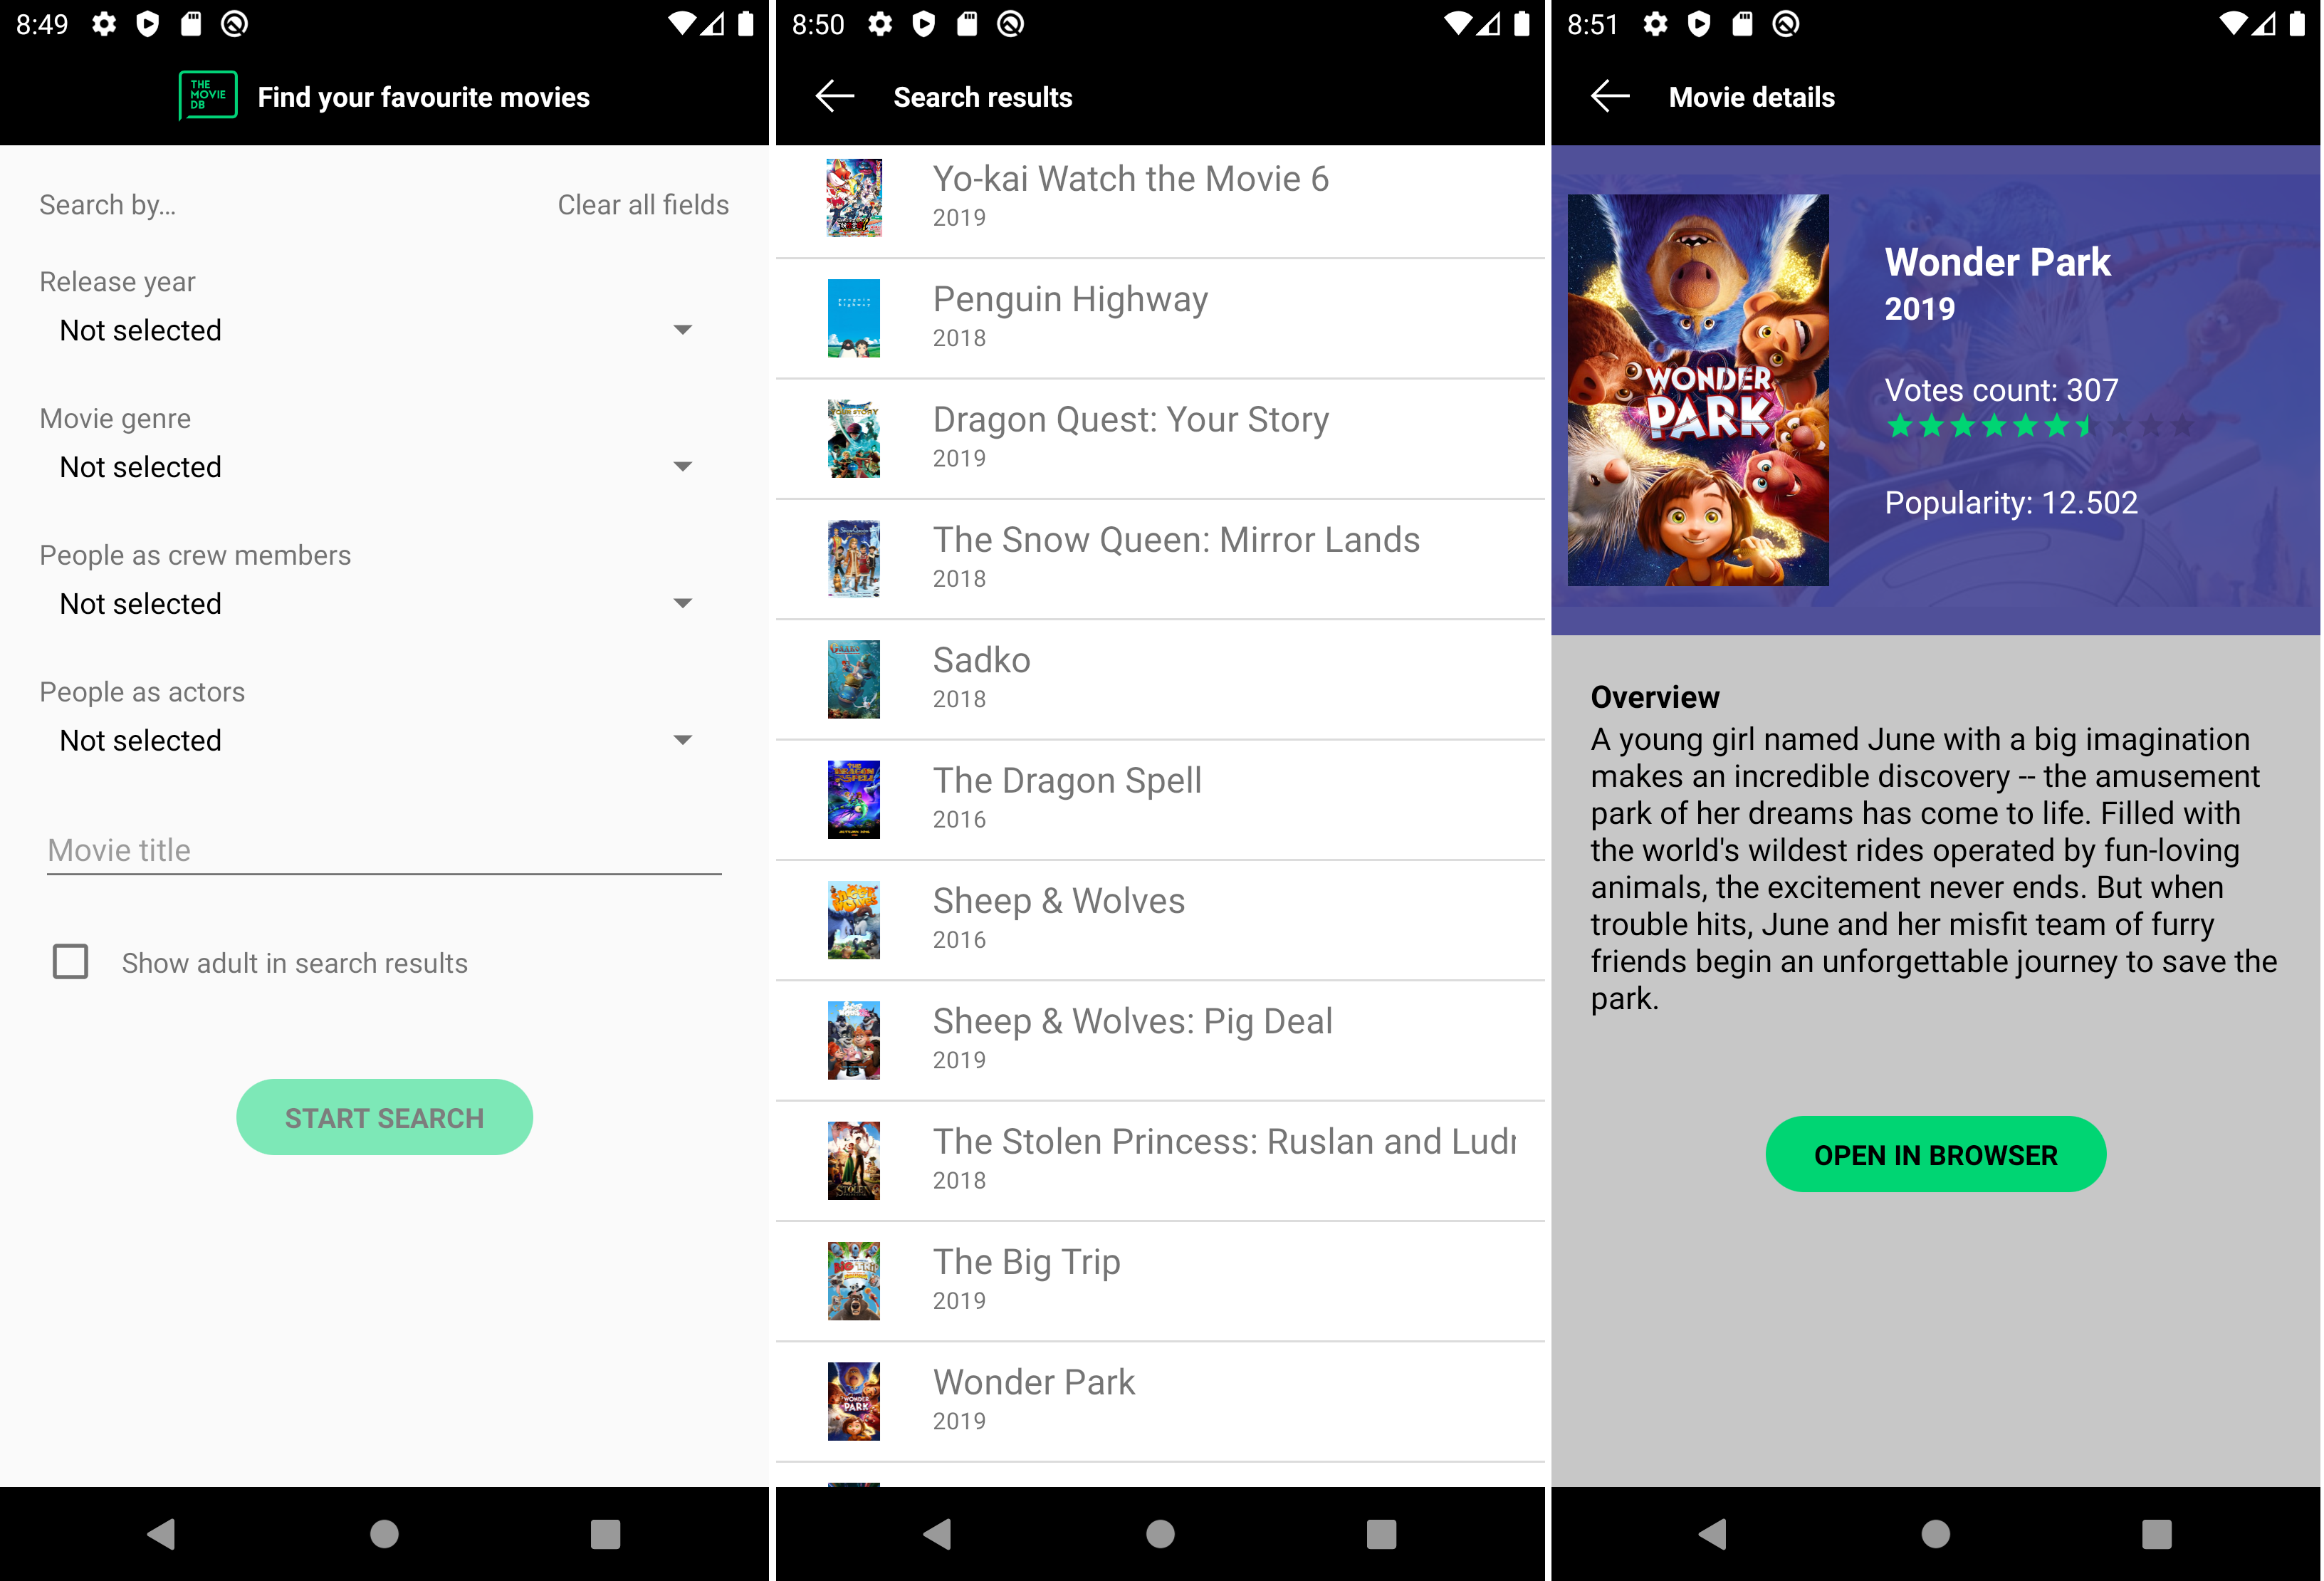 8:49
THE
MOVIE
DB
Find your favourite movies
Search by...
Clear all fields
Release year
Not selected
Movie genre
Not selected
People as crew members
Not selected
People as actors
Not selected
Movie title
Show adult in search results
START SEARCH
8:50
Search results
Yo-kai Watch the Movie 6
2019
Penguin Highway
2018
Dragon Quest: Your Story
2019
The Snow Queen: Mirror Lands
2018
Sadko
2018
The Dragon Spell
2016
Sheep & Wolves
2016
Sheep & Wolves: Pig Deal
2019
The Stolen Princess: Ruslan and Lud
2018
The Big Trip
2019
Wonder Park
2019
8:51
Movie details
WONDER
PARK
Wonder Park
2019
Votes count: 307
Popularity: 12.502
Overview
A young girl named June with a big imagination
makes an incredible discovery -- the amusement
park of her dreams has come to life. Filled with
the world's wildest rides operated by fun-loving
animals, the excitement never ends. But when
trouble hits, June and her misfit team of furry
friends begin an unforgettable journey to save the
park.
OPEN IN BROWSER